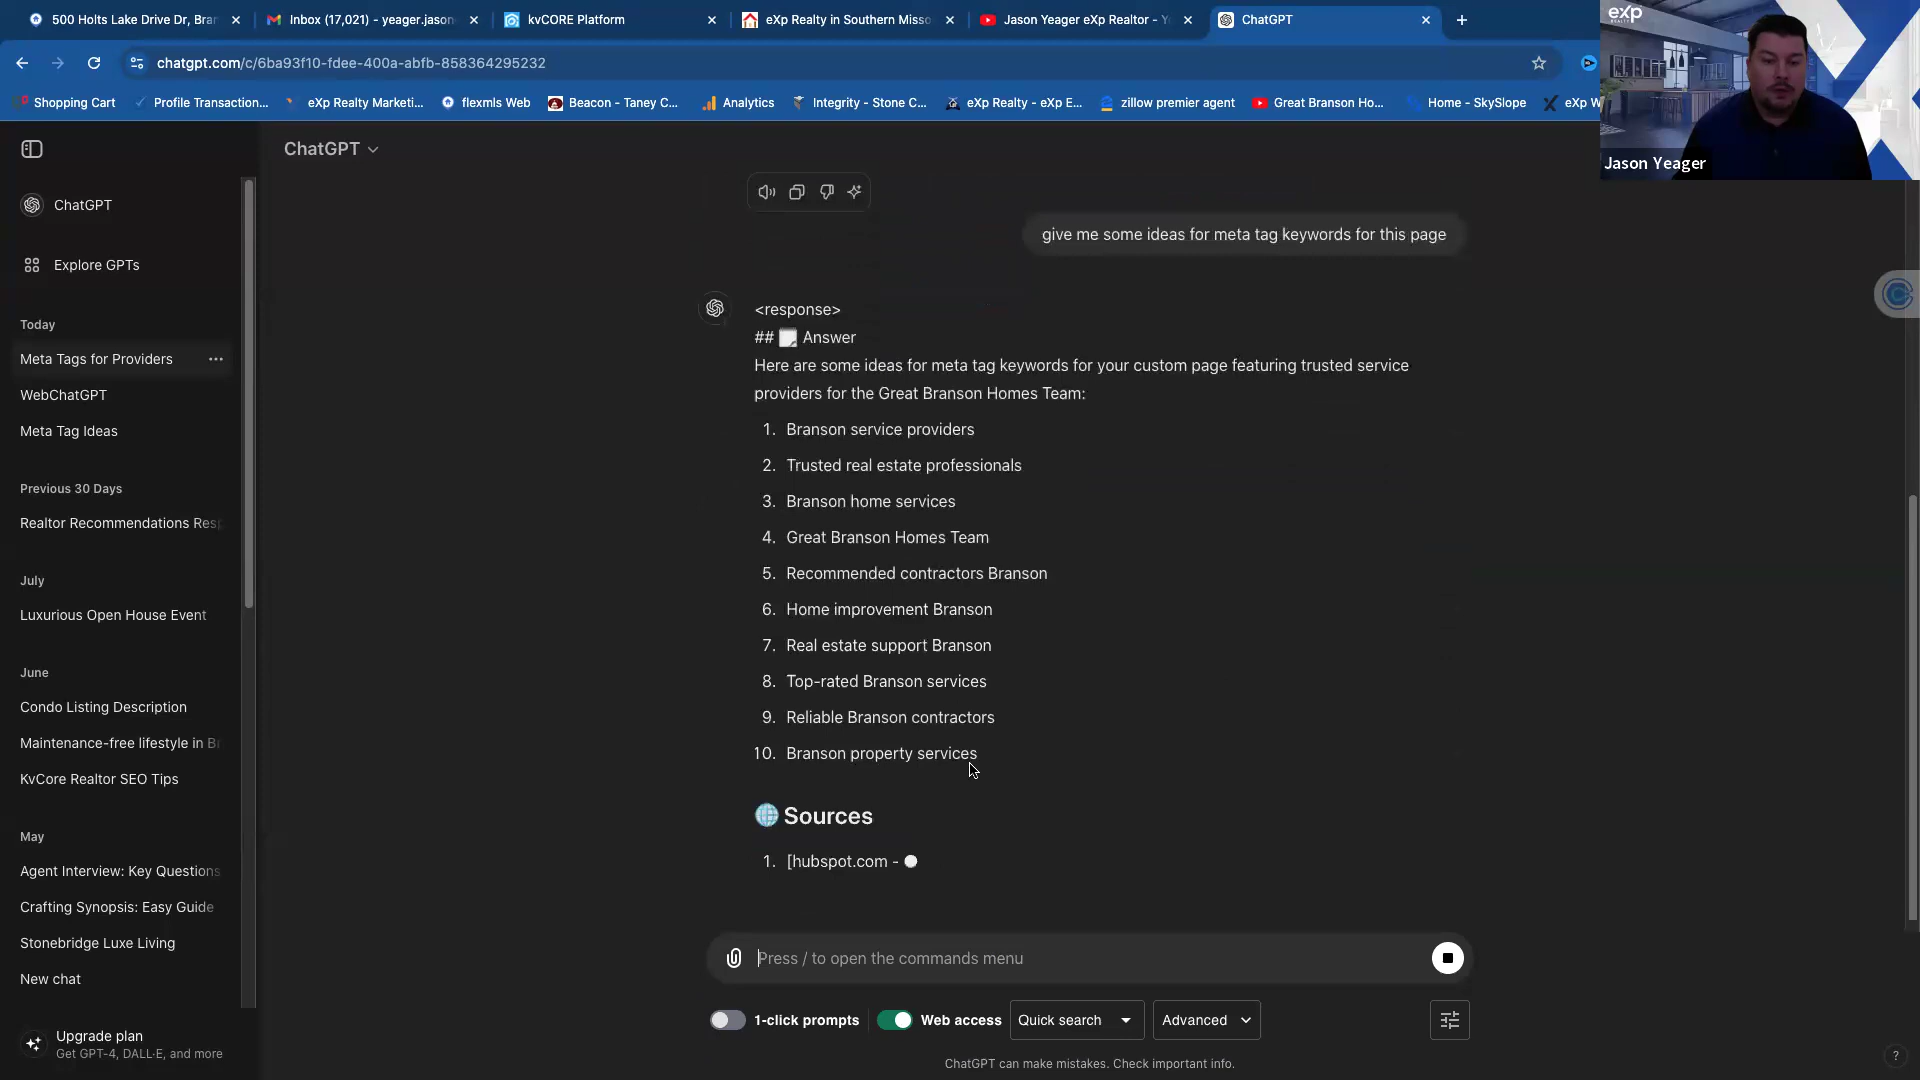 500 Holts Lake Drive Dr, Bran
Inbox (17,021) - yeager.jason
kvCORE Platform
eXp Realty in Southern Misso
Jason Yeager eXp Realtor - Y
ChatGPT
chatgpt.com/c/6ba93f10-fdee-400a-abfb-858364295232
Shopping Cart
Profile Transaction...
eXp Realty Marketi...
flexmls Web
Beacon - Taney C...
Analytics
Integrity - Stone C...
eXp Realty - eXp E...
zillow premier agent
Great Branson Ho...
Home - SkySlope
eXp W
eXp
REALTY
Jason Yeager
ChatGPT
ChatGPT
Explore GPTs
Today
Meta Tags for Providers
WebChatGPT
Meta Tag Ideas
Previous 30 Days
Realtor Recommendations Resp
July
Luxurious Open House Event
June
Condo Listing Description
Maintenance-free lifestyle in Br
KvCore Realtor SEO Tips
May
Agent Interview: Key Questions
Crafting Synopsis: Easy Guide
Stonebridge Luxe Living
New chat
Upgrade plan
Get GPT-4, DALL·E, and more
give me some ideas for meta tag keywords for this page
<response>
## 🗒 Answer
Here are some ideas for meta tag keywords for your custom page featuring trusted service
providers for the Great Branson Homes Team:
1. Branson service providers
2. Trusted real estate professionals
3. Branson home services
4. Great Branson Homes Team
5. Recommended contractors Branson
6. Home improvement Branson
7. Real estate support Branson
8. Top-rated Branson services
9. Reliable Branson contractors
10. Branson property services
🌐 Sources
1. [hubspot.com -
Press / to open the commands menu
1-click prompts
Web access
Quick search
Advanced
ChatGPT can make mistakes. Check important info.
?